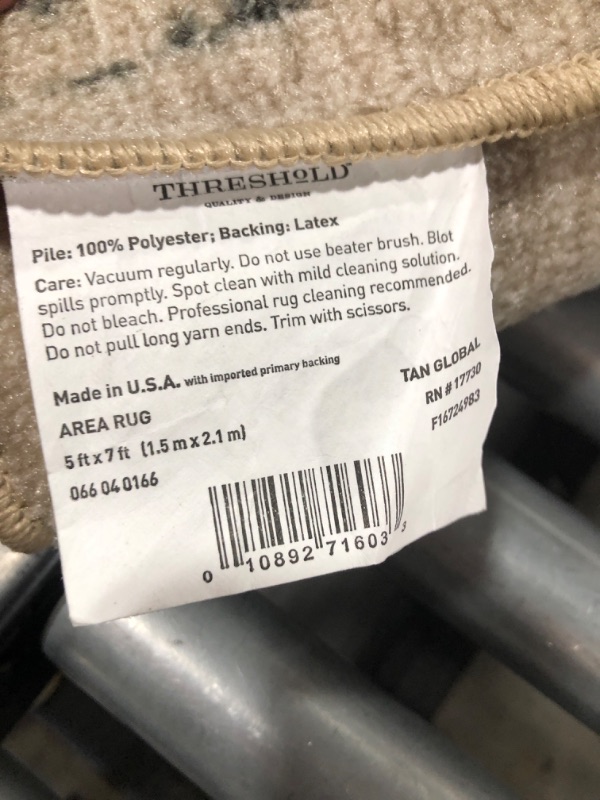 THRESHOLD
QUALITY & DESIGN
Pile: 100% Polyester; Backing: Latex
Care: Vacuum regularly. Do not use beater brush. Blot
spills promptly. Spot clean with mild cleaning solution.
Do not bleach. Professional rug cleaning recommended.
Do not pull long yarn ends. Trim with scissors.
Made in U.S.A. with imported primary backing
AREA RUG
5 ft x 7 ft (1.5 m x 2.1 m)
066 04 0166
TAN GLOBAL
RN # 17730
F16724983
0 10892 71603 3